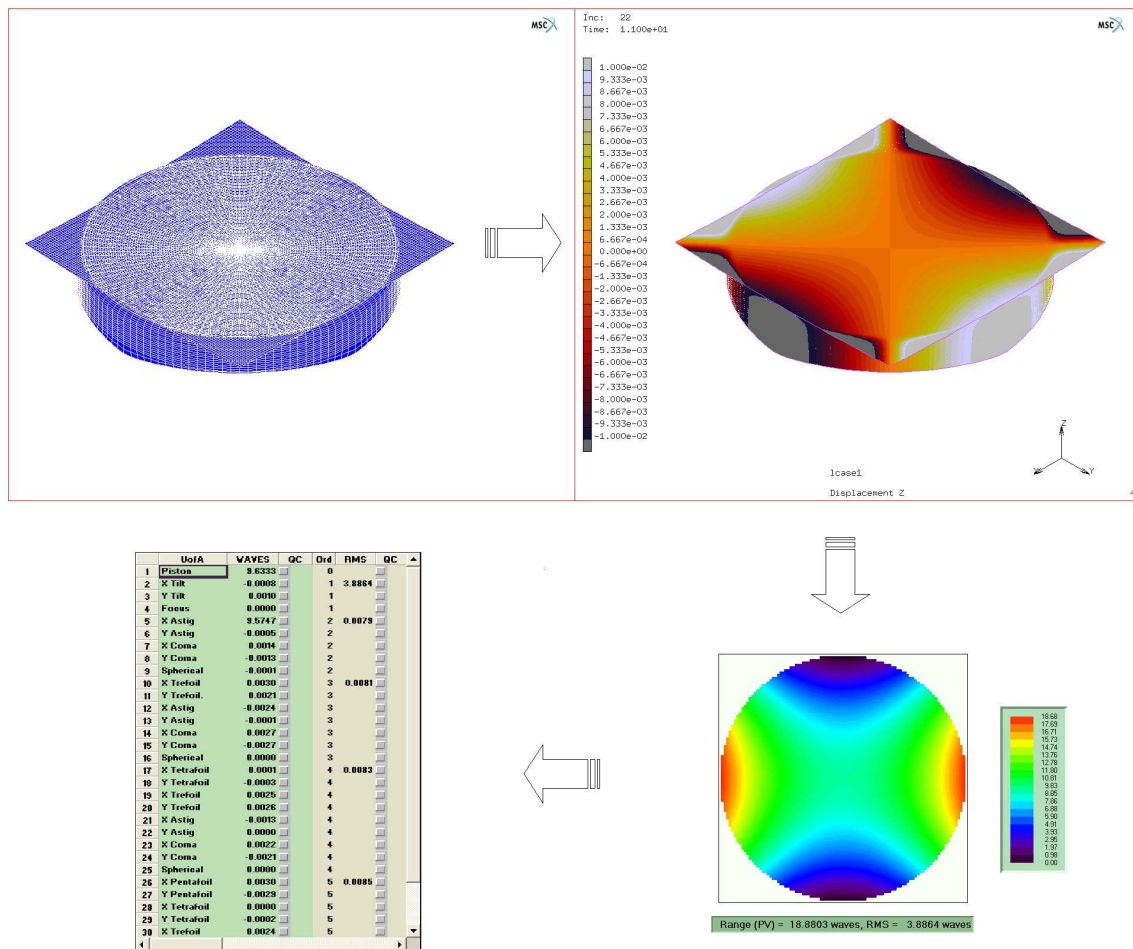 MSC
Inc: 22
Time: 1.100e+01
MSC
1.000e-02
9.333e-03
8.667e-03
8.000e-03
7.333e-03
6.667e-03
6.000e-03
5.333e-03
4.667e-03
4.000e-03
3.333e-03
2.667e-03
2.000e-03
1.333e-03
6.667e-04
0.000e+00
-6.667e-04
-1.333e-03
-2.000e-03
-2.667e-03
-3.333e-03
-4.000e-03
-4.667e-03
-5.333e-03
-6.000e-03
-6.667e-03
-7.333e-03
-8.000e-03
-8.667e-03
-9.333e-03
-1.000e-02
Z
Y
lcase1
Displacement Z
4
UofA WAVES QC Ord RMS QC
1 Piston 9.6333 0
2 X Tilt -0.0008 1 3.8864
3 Y Tilt 0.0010 1
4 Focus 0.0000 1
5 X Astig 9.5747 2 0.0079
6 Y Astig -0.0005 2
7 X Coma 0.0014 2
8 Y Coma -0.0013 2
9 Spherical -0.0001 2
10 X Trefoil 0.0030 3 0.0081
11 Y Trefoil. 0.0021 3
12 X Astig -0.0024 3
13 Y Astig -0.0001 3
14 X Coma 0.0027 3
15 Y Coma -0.0027 3
16 Spherical 0.0000 3
17 X Tetrafoil 0.0001 4 0.0083
18 Y Tetrafoil -0.0003 4
19 X Trefoil 0.0025 4
20 Y Trefoil 0.0026 4
21 X Astig -0.0013 4
22 Y Astig 0.0000 4
23 X Coma 0.0022 4
24 Y Coma -0.0021 4
25 Spherical 0.0000 4
26 X Pentafoil 0.0030 5 0.0085
27 Y Pentafoil -0.0029 5
28 X Tetrafoil 0.0000 5
29 Y Tetrafoil -0.0002 5
30 X Trefoil 0.0024 5
18.68
17.69
16.71
15.73
14.74
13.76
12.78
11.80
10.81
9.83
8.85
7.86
6.88
5.90
4.91
3.93
2.95
1.97
0.98
0.00
Range (PV) = 18.8803 waves, RMS = 3.8864 waves